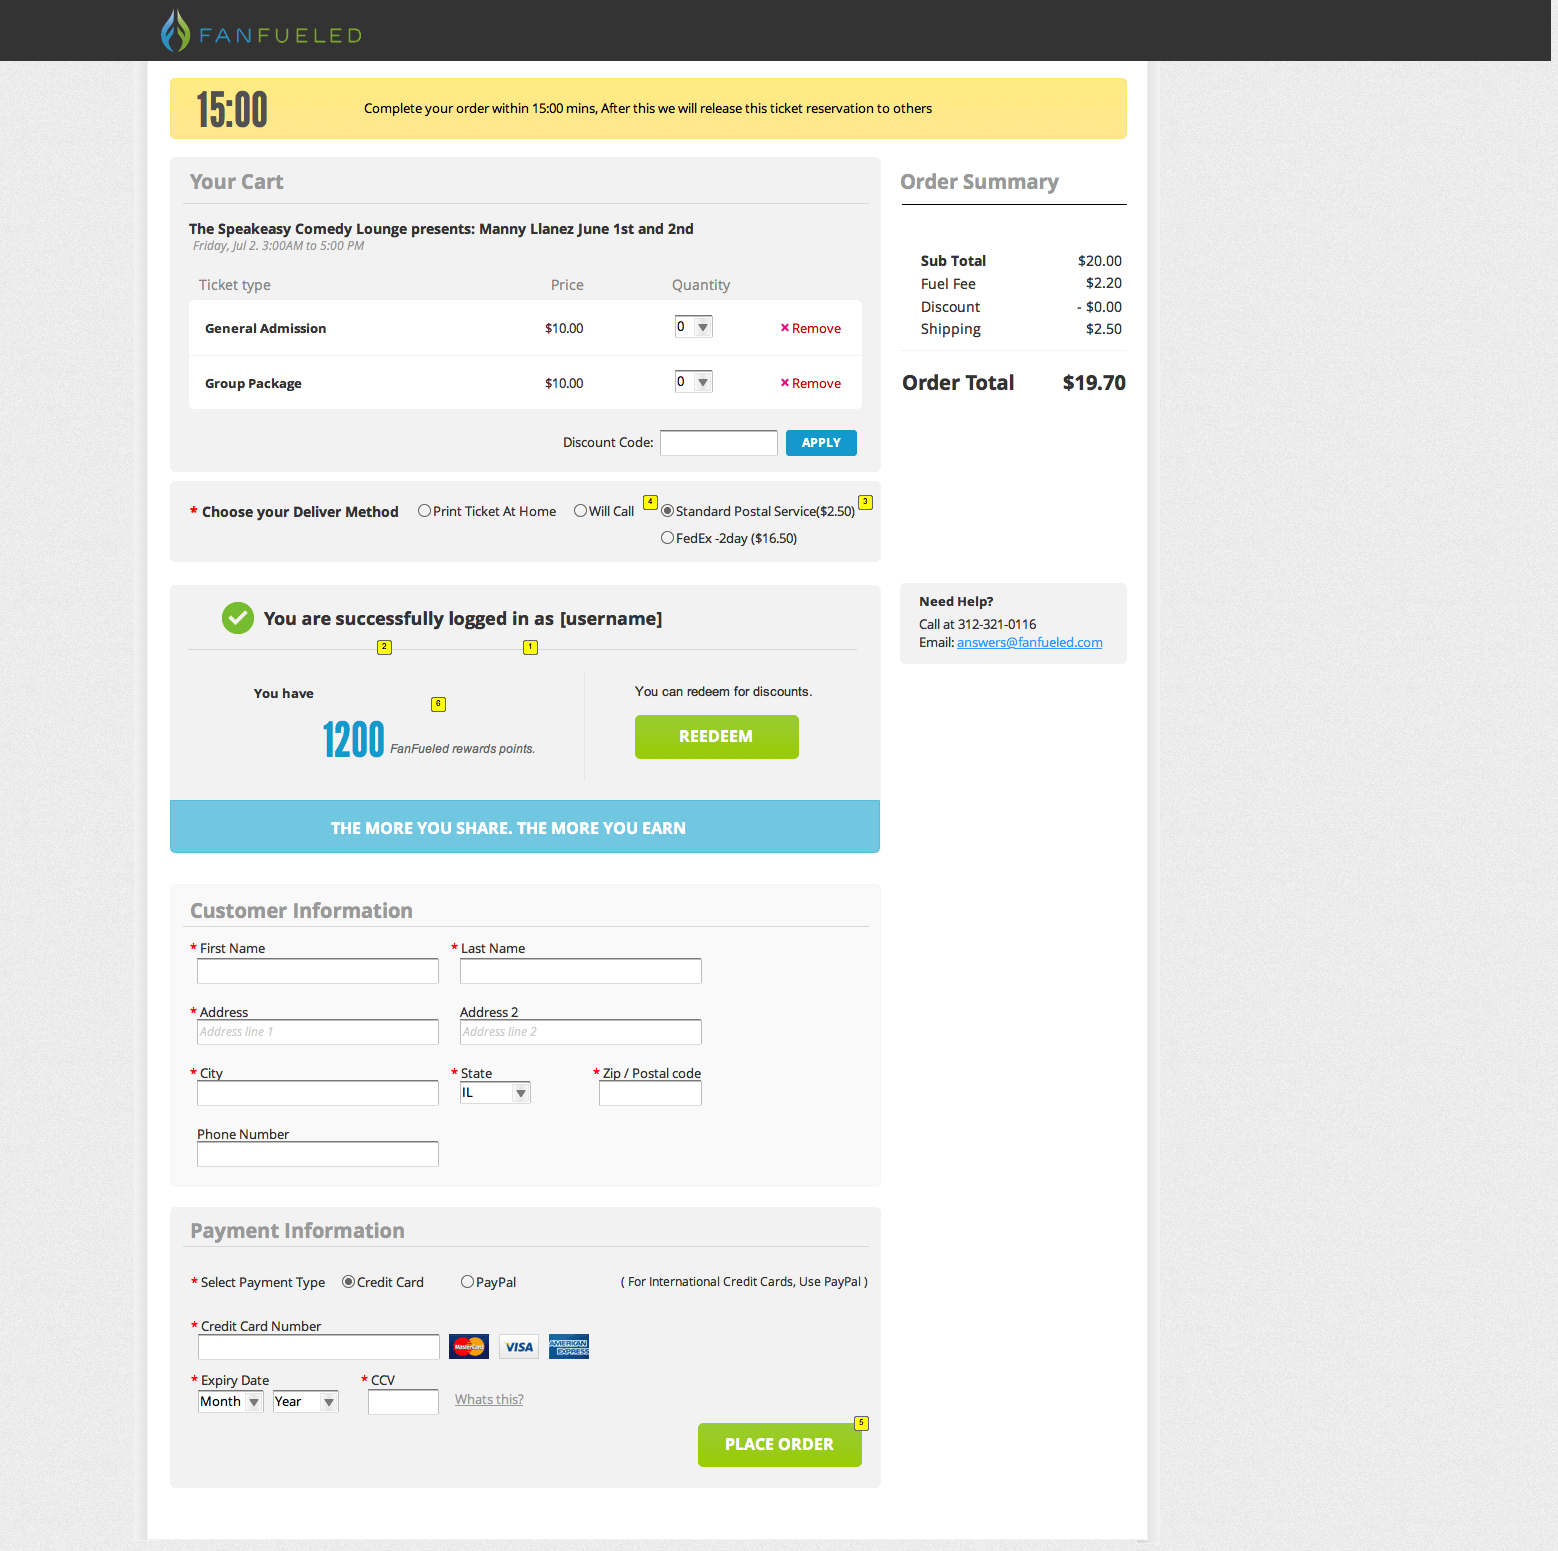 FANFUELED
15:00 Complete your order within 15:00 mins, After this we will release this ticket reservation to others
Your Cart
The Speakeasy Comedy Lounge presents: Manny Llanez June 1st and 2nd
Friday, Jul 2. 3:00AM to 5:00 PM
Ticket type Price Quantity
General Admission $10.00 0 × Remove
Group Package $10.00 0 × Remove
Discount Code: APPLY
Order Summary
Sub Total $20.00
Fuel Fee $2.20
Discount - $0.00
Shipping $2.50
Order Total $19.70
* Choose your Deliver Method Print Ticket At Home Will Call 4 Standard Postal Service($2.50) 3
FedEx -2day ($16.50)
You are successfully logged in as [username]
2 1
You have
6
1200 FanFueled rewards points.
You can redeem for discounts.
REEDEEM
THE MORE YOU SHARE. THE MORE YOU EARN
Need Help?
Call at 312-321-0116
Email: answers@fanfueled.com
Customer Information
* First Name * Last Name
* Address Address 2
Address line 1 Address line 2
* City * State * Zip / Postal code
IL
Phone Number
Payment Information
* Select Payment Type Credit Card PayPal ( For International Credit Cards, Use PayPal )
* Credit Card Number
MasterCard VISA AMERICAN EXPRESS
* Expiry Date * CCV
Month Year Whats this?
5
PLACE ORDER